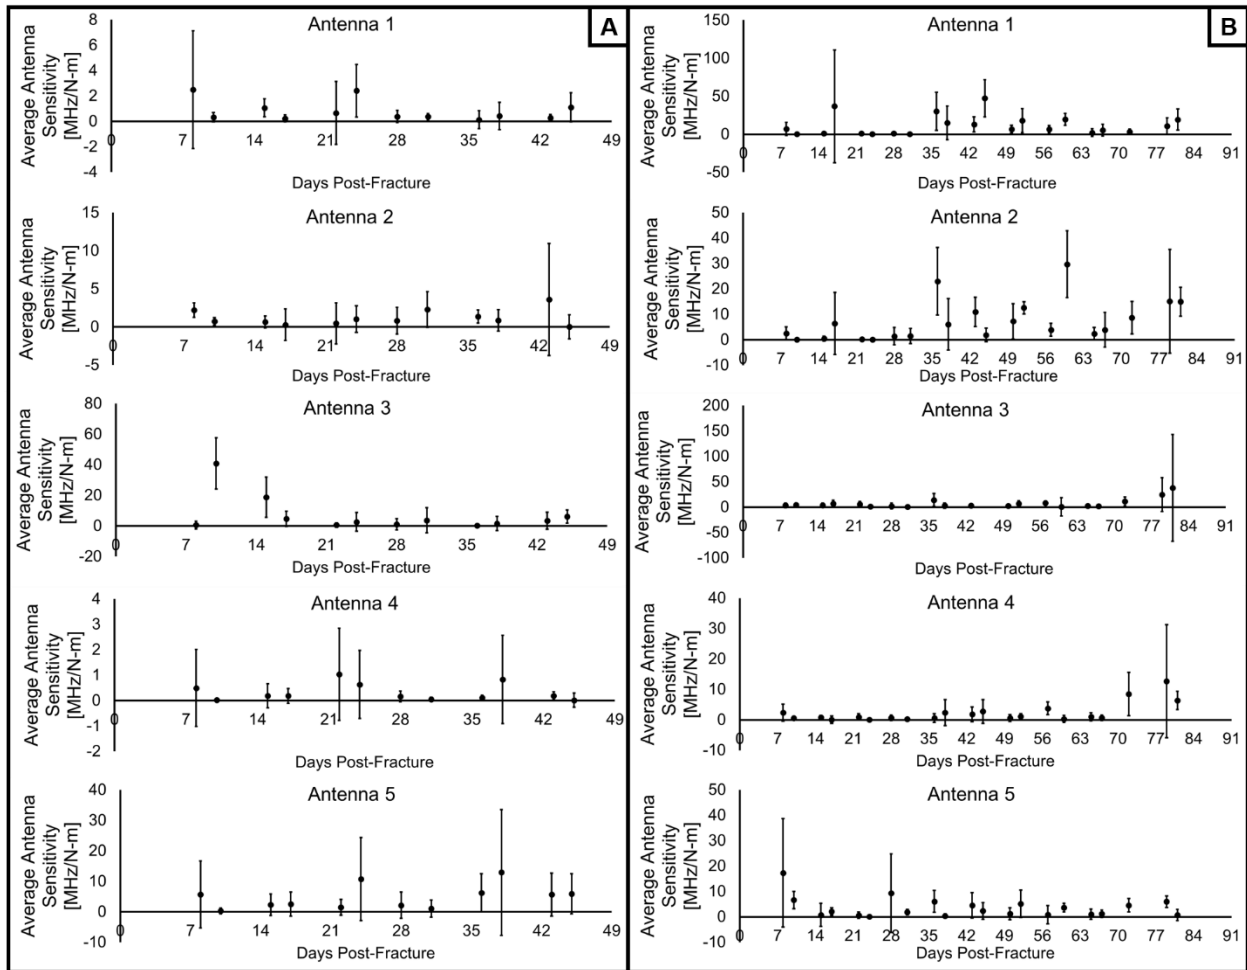 A
Antenna 1
Average Antenna
Sensitivity
[MHz/N-m]
8
6
4
2
0
-2
-4
0 7 14 21 28 35 42 49
Days Post-Fracture
Antenna 2
Average Antenna
Sensitivity
[MHz/N-m]
15
10
5
0
-5
0 7 14 21 28 35 42 49
Days Post-Fracture
Antenna 3
Average Antenna
Sensitivity
[MHz/N-m]
80
60
40
20
0
-20
0 7 14 21 28 35 42 49
Days Post-Fracture
Antenna 4
Average Antenna
Sensitivity
[MHz/N-m]
4
3
2
1
0
-1
-2
0 7 14 21 28 35 42 49
Days Post-Fracture
Antenna 5
Average Antenna
Sensitivity
[MHz/N-m]
40
30
20
10
0
-10
0 7 14 21 28 35 42 49
Days Post-Fracture
B
Antenna 1
Average Antenna
Sensitivity
[MHz/N-m]
150
100
50
0
-50
0 7 14 21 28 35 42 49 56 63 70 77 84 91
Days Post-Fracture
Antenna 2
Average Antenna
Sensitivity
[MHz/N-m]
50
40
30
20
10
0
-10
0 7 14 21 28 35 42 49 56 63 70 77 84 91
Days Post-Fracture
Antenna 3
Average Antenna
Sensitivity
[MHz/N-m]
200
150
100
50
0
-50
-100
0 7 14 21 28 35 42 49 56 63 70 77 84 91
Days Post-Fracture
Antenna 4
Average Antenna
Sensitivity
[MHz/N-m]
40
30
20
10
0
-10
0 7 14 21 28 35 42 49 56 63 70 77 84 91
Days Post-Fracture
Antenna 5
Average Antenna
Sensitivity
[MHz/N-m]
50
40
30
20
10
0
-10
0 7 14 21 28 35 42 49 56 63 70 77 84 91
Days Post-Fracture